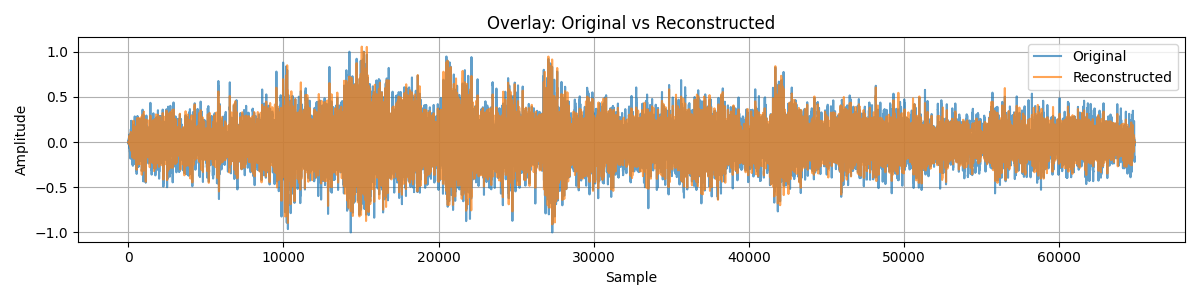 Overlay: Original vs Reconstructed
Original
Reconstructed
Amplitude
1.0
0.5
0.0
−0.5
−1.0
0 10000 20000 30000 40000 50000 60000
Sample